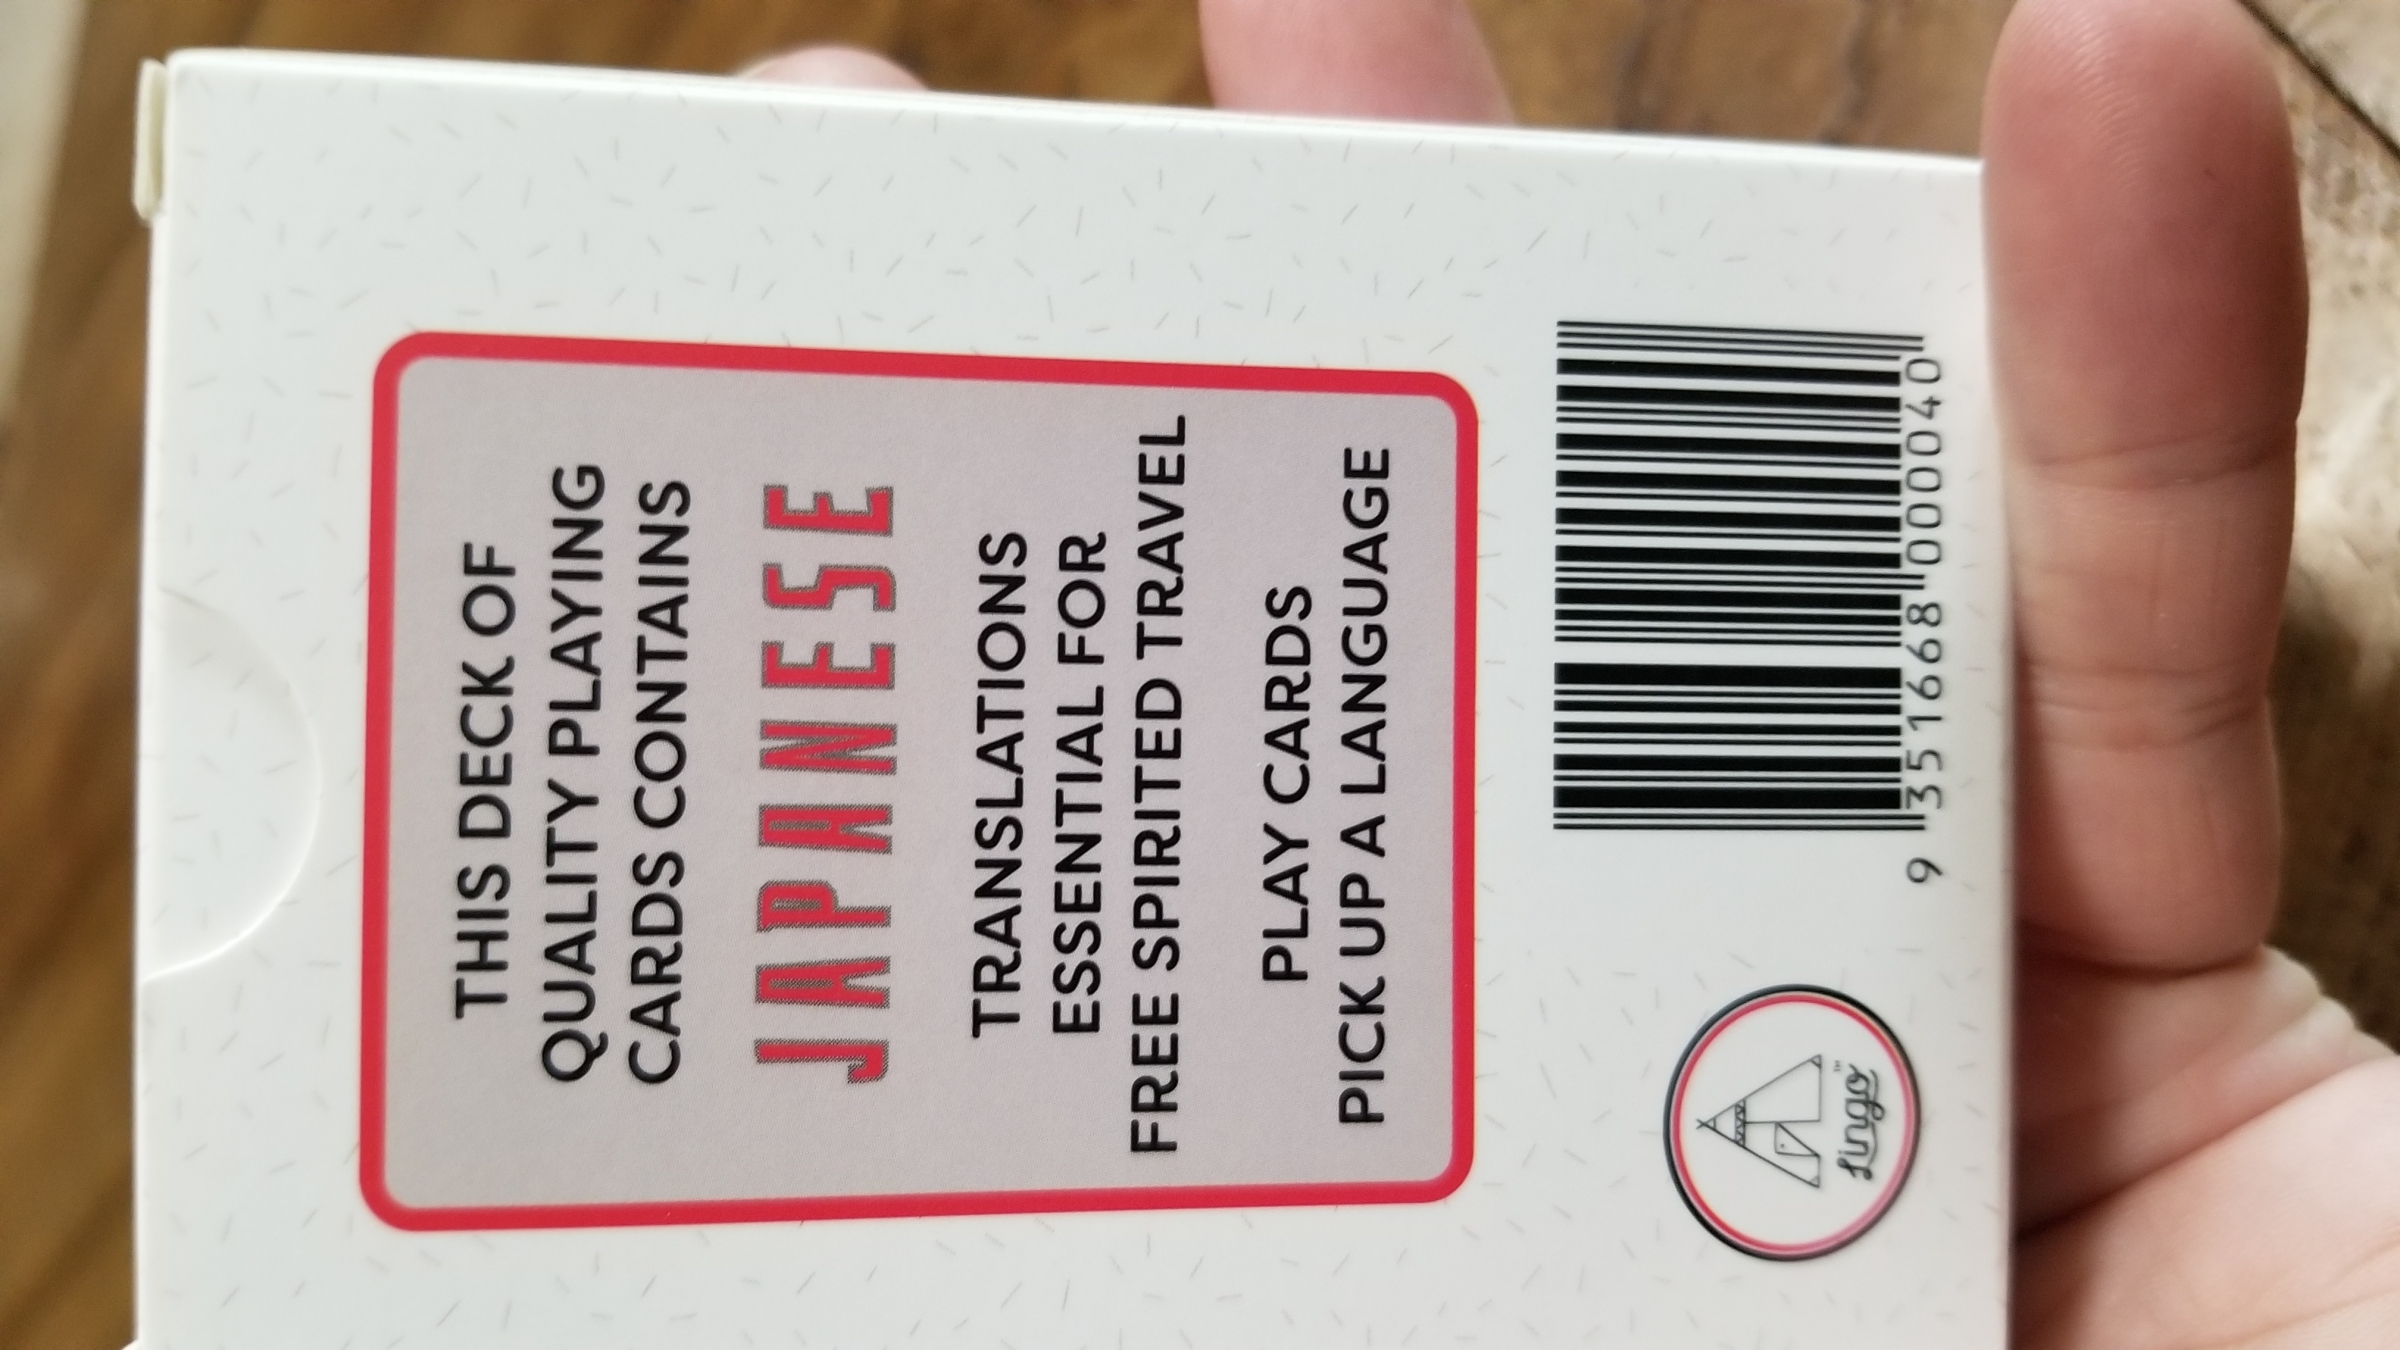 THIS DECK OF
QUALITY PLAYING
CARDS CONTAINS
JAPANESE
TRANSLATIONS
ESSENTIAL FOR
FREE SPIRITED TRAVEL
PLAY CARDS
PICK UP A LANGUAGE
Lingo™
9 351668 000040